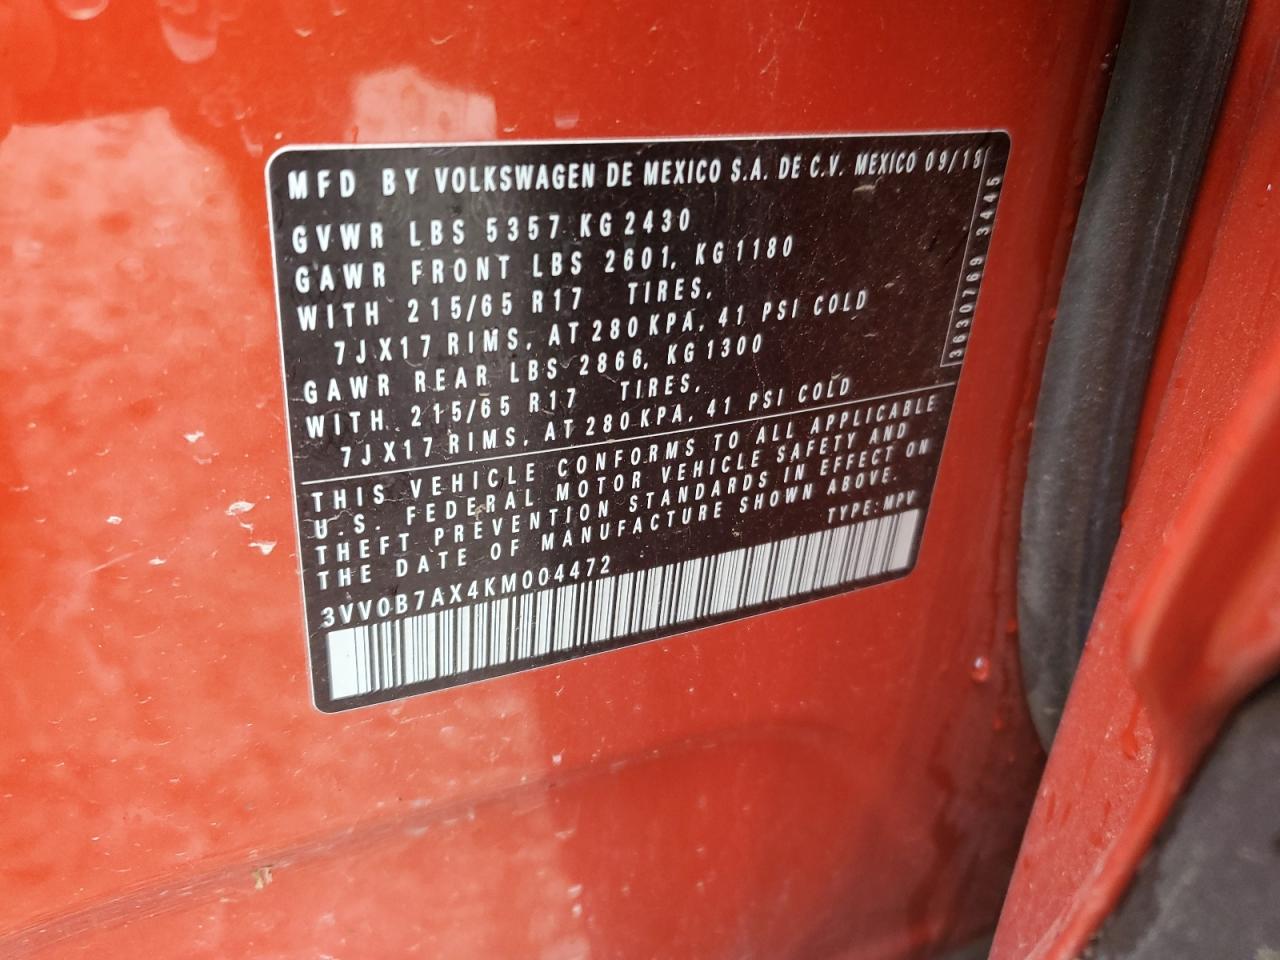 MFD BY VOLKSWAGEN DE MEXICO S.A. DE C.V. MEXICO 09/18
GVWR LBS 5357 KG 2430
GAWR FRONT LBS 2601, KG 1180
WITH 215/65 R17 TIRES,
7JX17 RIMS, AT 280 KPA, 41 PSI COLD
GAWR REAR LBS 2866, KG 1300
WITH 215/65 R17 TIRES,
7JX17 RIMS, AT 280 KPA, 41 PSI COLD
3630769 3445
THIS VEHICLE CONFORMS TO ALL APPLICABLE
U.S. FEDERAL MOTOR VEHICLE SAFETY AND
THEFT PREVENTION STANDARDS IN EFFECT ON
THE DATE OF MANUFACTURE SHOWN ABOVE.
3VV0B7AX4KM004472 TYPE:MPV